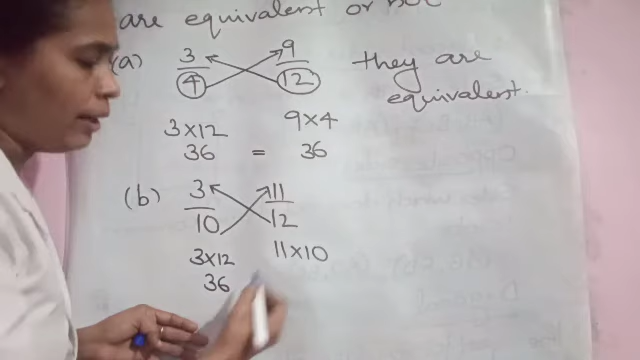 are equivalent or not
(a) 3/4 9/12 they are
equivalent.
3×12 9×4
36 = 36
(b) 3/10 11/12
3×12 11×10
36